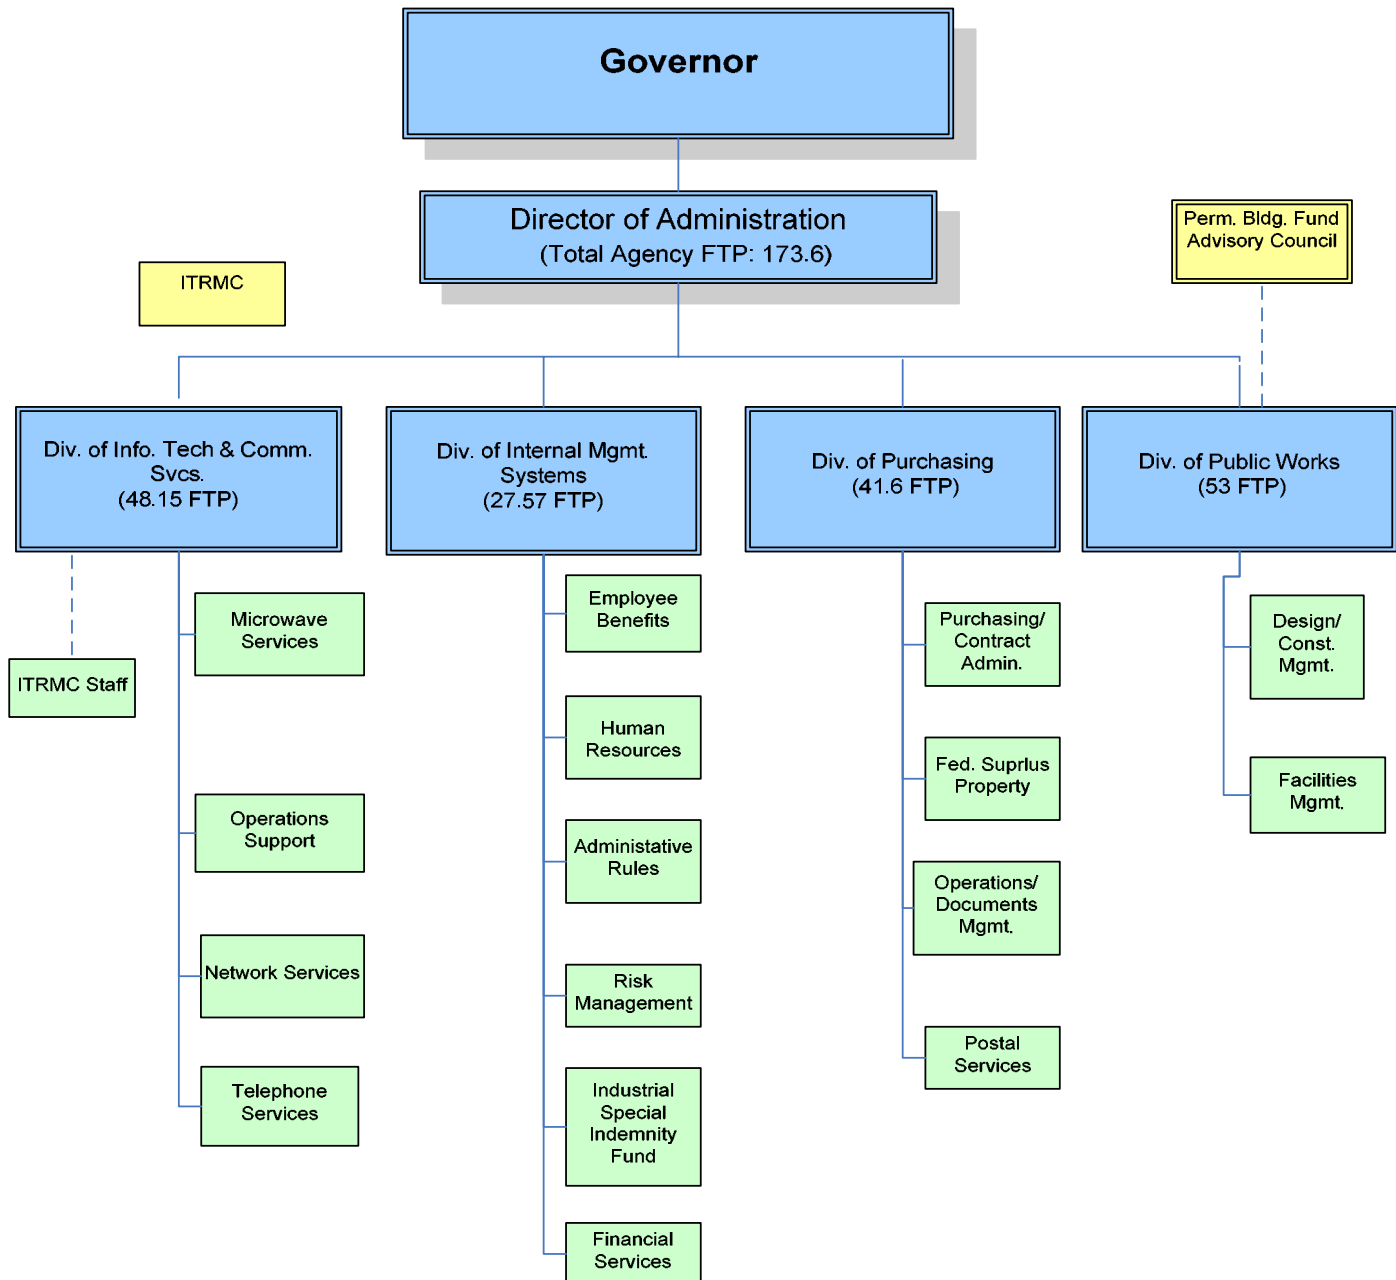 Governor
Director of Administration
(Total Agency FTP: 173.6)
Perm. Bldg. Fund
Advisory Council
ITRMC
Div. of Info. Tech & Comm.
Svcs.
(48.15 FTP)
Div. of Internal Mgmt.
Systems
(27.57 FTP)
Div. of Purchasing
(41.6 FTP)
Div. of Public Works
(53 FTP)
ITRMC Staff
Microwave
Services
Operations
Support
Network Services
Telephone
Services
Employee
Benefits
Human
Resources
Administative
Rules
Risk
Management
Industrial
Special
Indemnity
Fund
Financial
Services
Purchasing/
Contract
Admin.
Fed. Suprlus
Property
Operations/
Documents
Mgmt.
Postal
Services
Design/
Const.
Mgmt.
Facilities
Mgmt.